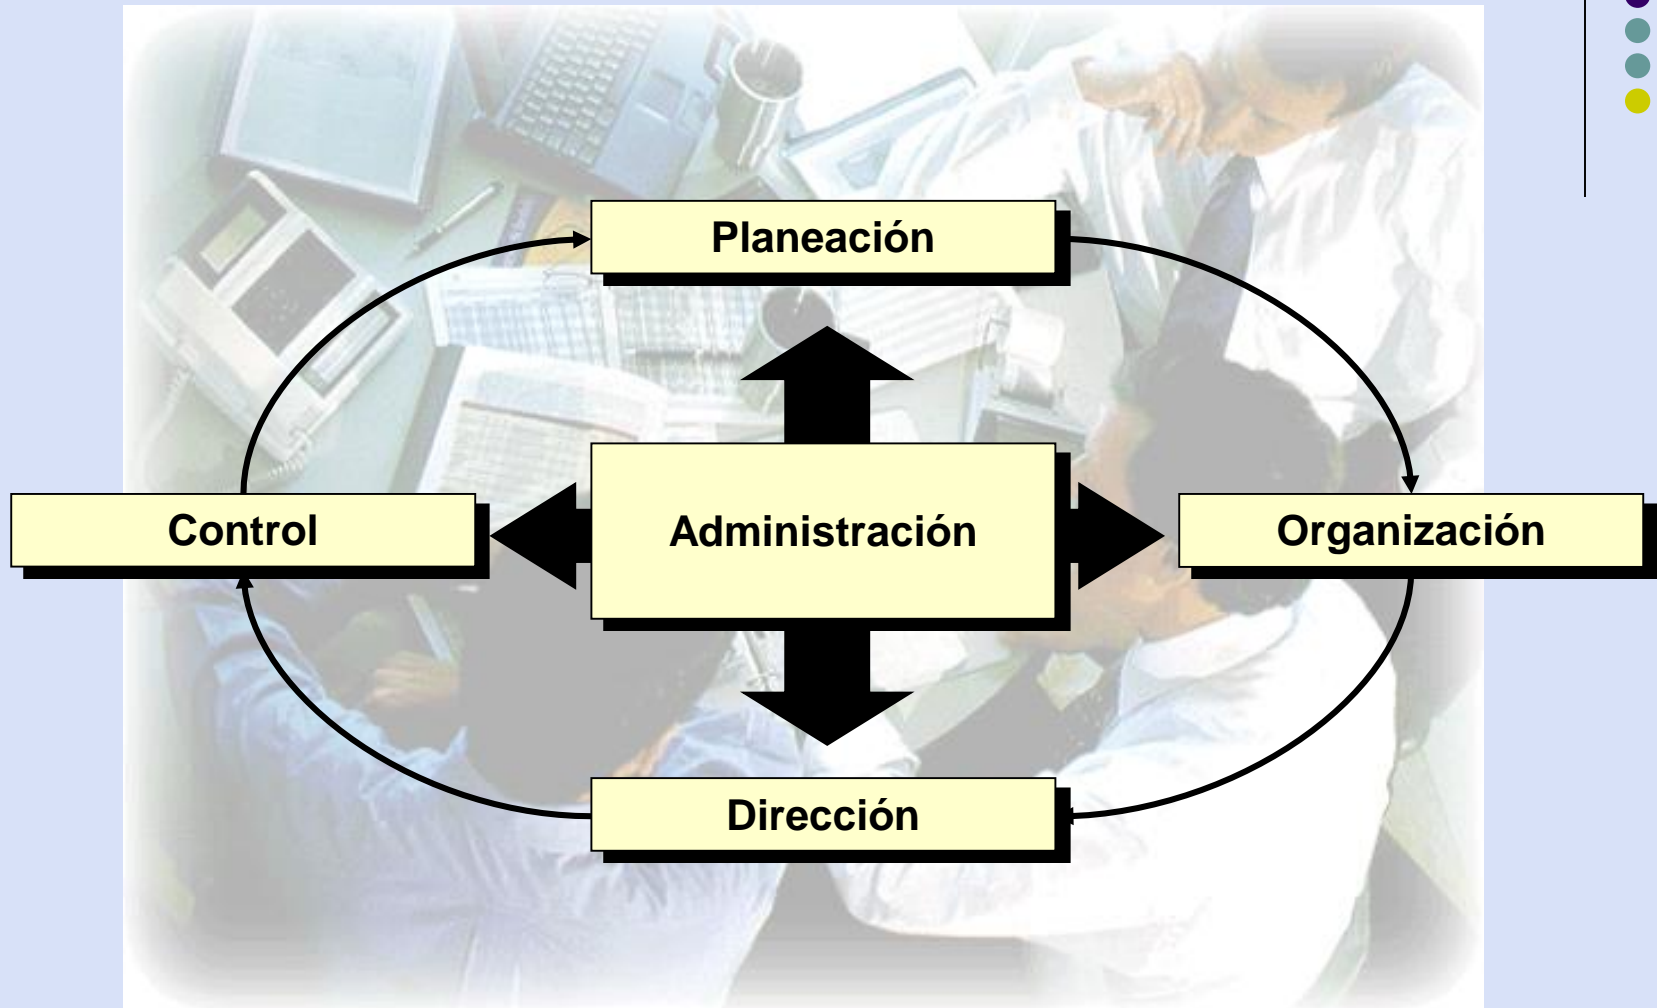 Planeación
Control
Administración
Organización
Dirección